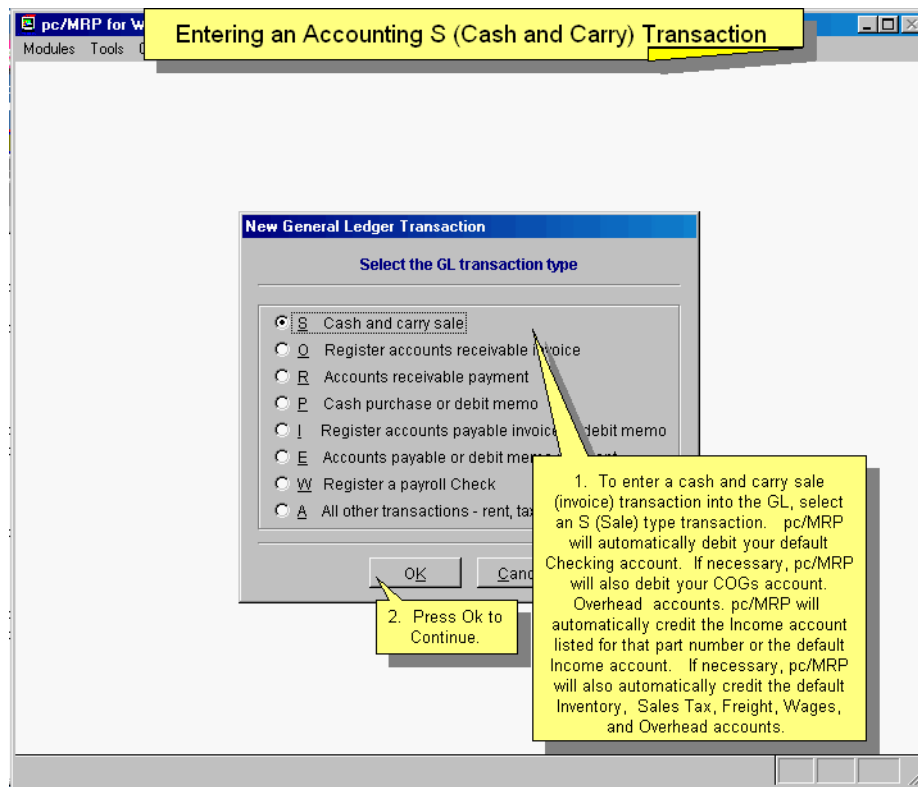 pc/MRP for W
Entering an Accounting S (Cash and Carry) Transaction
Modules Tools
New General Ledger Transaction
Select the GL transaction type
S Cash and carry sale
O Register accounts receivable invoice
R Accounts receivable payment
P Cash purchase or debit memo
I Register accounts payable invoice debit memo
E Accounts payable or debit memo
W Register a payroll Check
A All other transactions - rent, tax
OK Canc
1. To enter a cash and carry sale
(invoice) transaction into the GL, select
an S (Sale) type transaction. pc/MRP
will automatically debit your default
Checking account. If necessary, pc/MRP
will also debit your COGs account.
Overhead accounts. pc/MRP will
automatically credit the Income account
listed for that part number or the default
Income account. If necessary, pc/MRP
will also automatically credit the default
Inventory, Sales Tax, Freight, Wages,
and Overhead accounts.
2. Press Ok to
Continue.